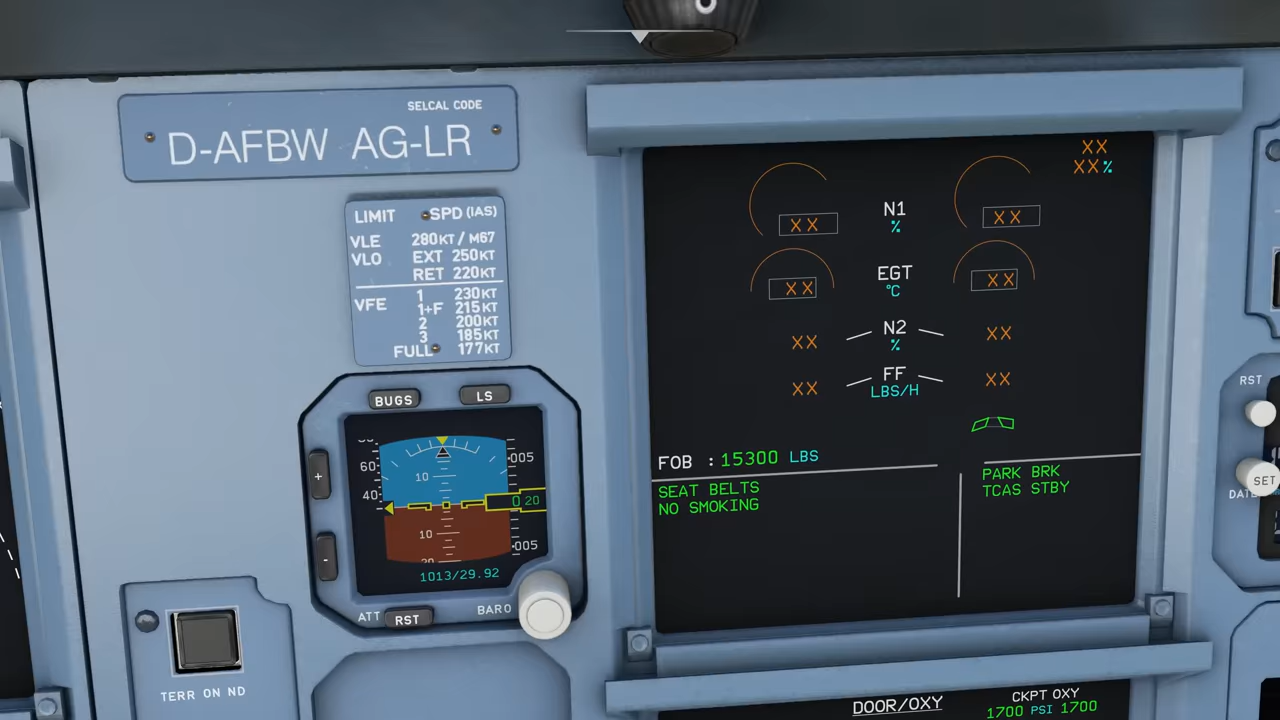 SELCAL CODE
D-AFBW AG-LR
LIMIT SPD (IAS)
VLE 280KT / M67
VLO EXT 250KT
RET 220KT
VFE 1 230KT
1+F 215KT
2 200KT
3 185KT
FULL 177KT
BUGS LS
+
-
60
40
10
10
20
005
0 20
005
1013/29.92
ATT RST BARO
TERR ON ND
XX
XX%
XX N1 XX
%
XX EGT XX
°C
XX N2 XX
%
XX FF XX
LBS/H
FOB : 15300 LBS
SEAT BELTS
NO SMOKING
PARK BRK
TCAS STBY
DOOR/OXY
CKPT OXY
1700 PSI 1700
RST
SET